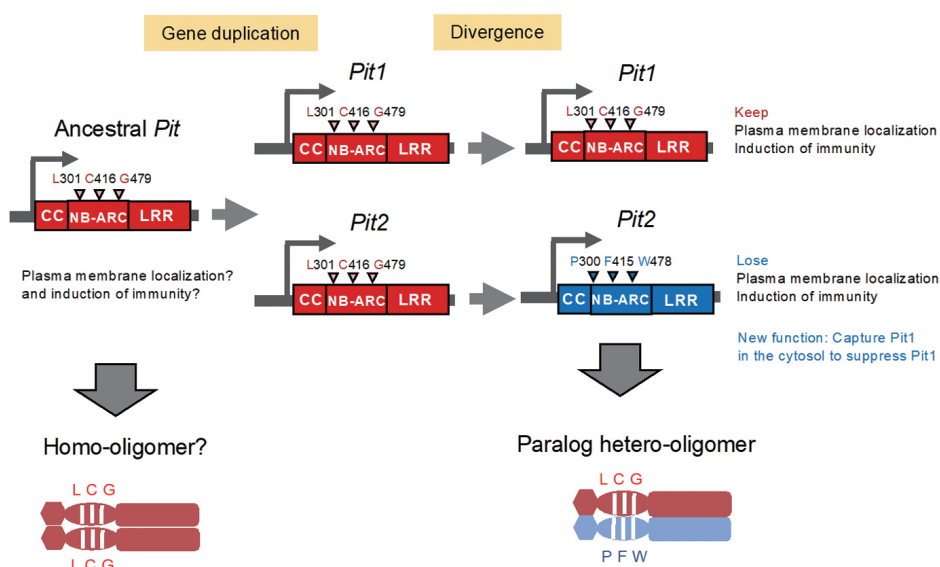 Gene duplication
Divergence
Ancestral Pit
L301 C416 G479
CC NB-ARC LRR
Plasma membrane localization?
and induction of immunity?
Pit1
L301 C416 G479
CC NB-ARC LRR
Pit1
L301 C416 G479
CC NB-ARC LRR
Keep
Plasma membrane localization
Induction of immunity
Pit2
L301 C416 G479
CC NB-ARC LRR
Pit2
P300 F415 W478
CC NB-ARC LRR
Lose
Plasma membrane localization
Induction of immunity
New function: Capture Pit1
in the cytosol to suppress Pit1
Homo-oligomer?
L C G
L C G
Paralog hetero-oligomer
L C G
P F W